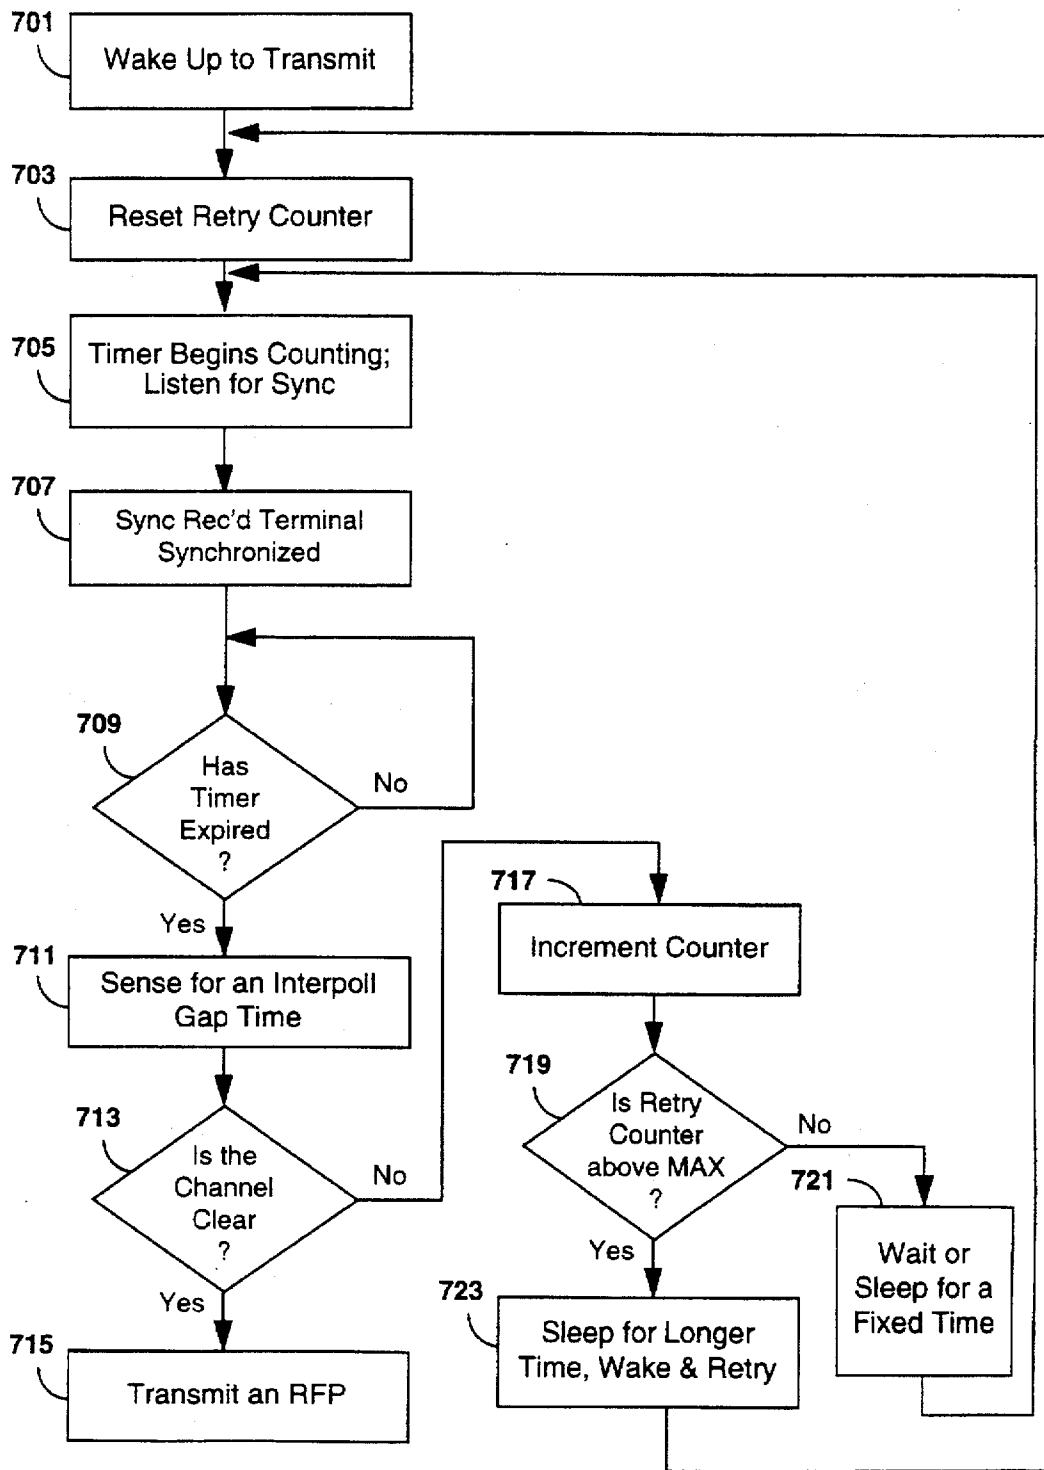 701
Wake Up to Transmit
703
Reset Retry Counter
705
Timer Begins Counting;
Listen for Sync
707
Sync Rec'd Terminal
Synchronized
709
Has
Timer
Expired
?
No
Yes
711
Sense for an Interpoll
Gap Time
713
Is the
Channel
Clear
?
No
Yes
715
Transmit an RFP
717
Increment Counter
719
Is Retry
Counter
above MAX
?
No
Yes
721
Wait or
Sleep for a
Fixed Time
723
Sleep for Longer
Time, Wake & Retry